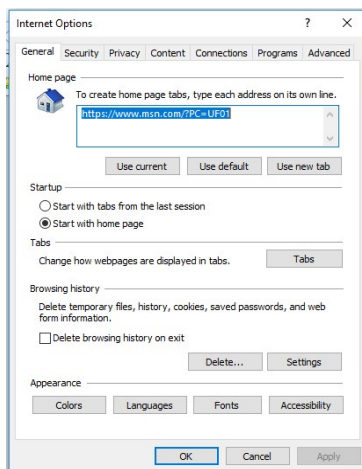 Internet Options
General Security Privacy Content Connections Programs Advanced
Home page
To create home page tabs, type each address on its own line.
https://www.msn.com/?PC=UF01
Use current Use default Use new tab
Startup
Start with tabs from the last session
Start with home page
Tabs
Change how webpages are displayed in tabs. Tabs
Browsing history
Delete temporary files, history, cookies, saved passwords, and web
form information.
Delete browsing history on exit
Delete... Settings
Appearance
Colors Languages Fonts Accessibility
OK Cancel Apply